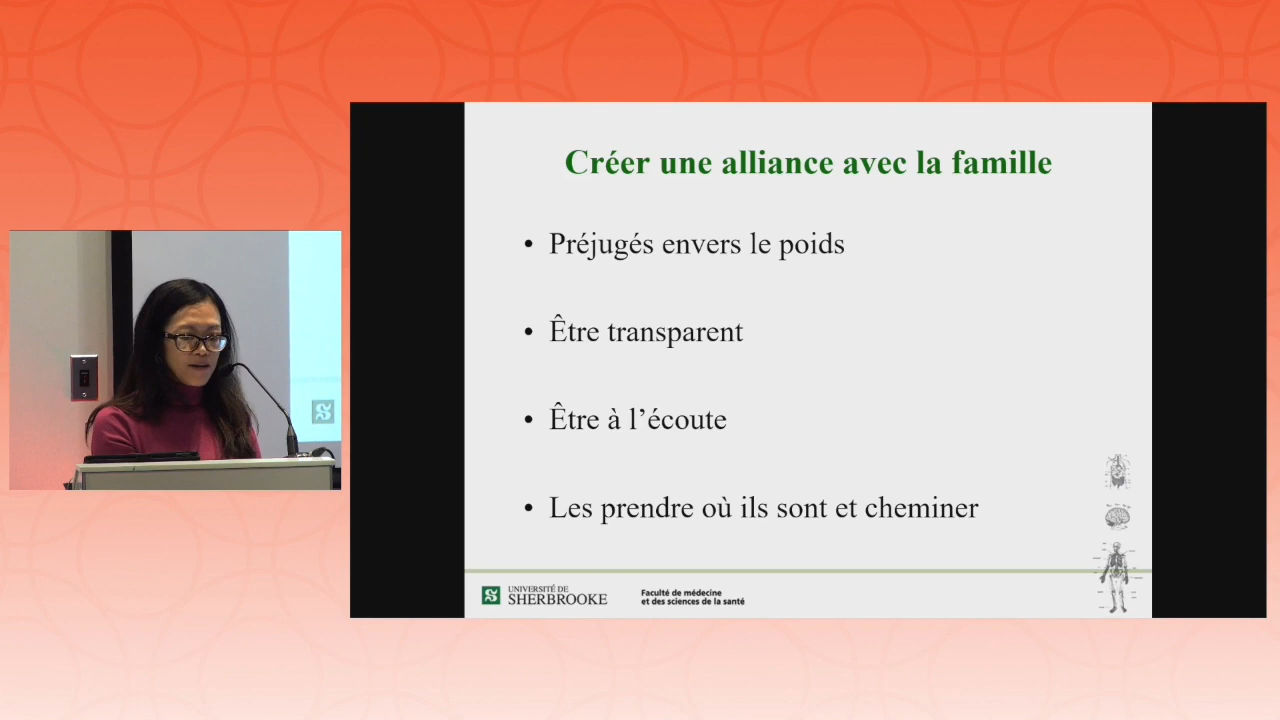 Créer une alliance avec la famille
• Préjugés envers le poids
• Être transparent
• Être à l’écoute
• Les prendre où ils sont et cheminer
UNIVERSITÉ DE
SHERBROOKE
Faculté de médecine
et des sciences de la santé